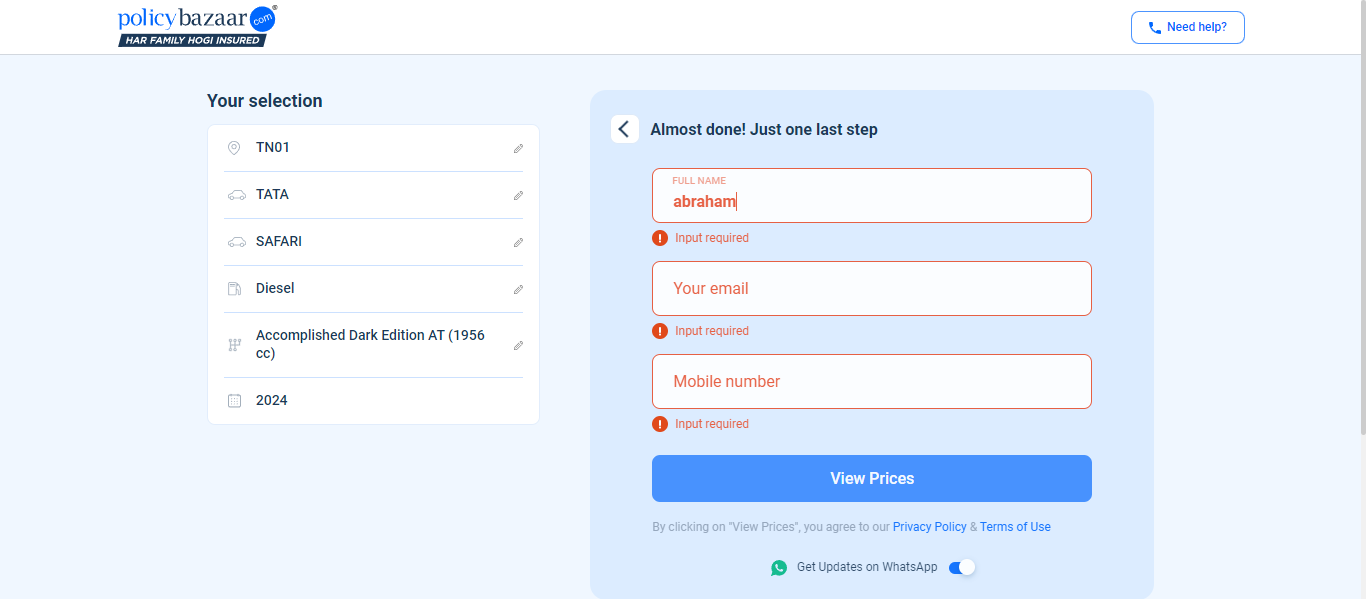 policybazaar.com
HAR FAMILY HOGI INSURED
Need help?
Your selection
TN01
TATA
SAFARI
Diesel
Accomplished Dark Edition AT (1956
cc)
2024
Almost done! Just one last step
FULL NAME
abraham
Input required
Your email
Input required
Mobile number
Input required
View Prices
By clicking on "View Prices", you agree to our Privacy Policy & Terms of Use
Get Updates on WhatsApp